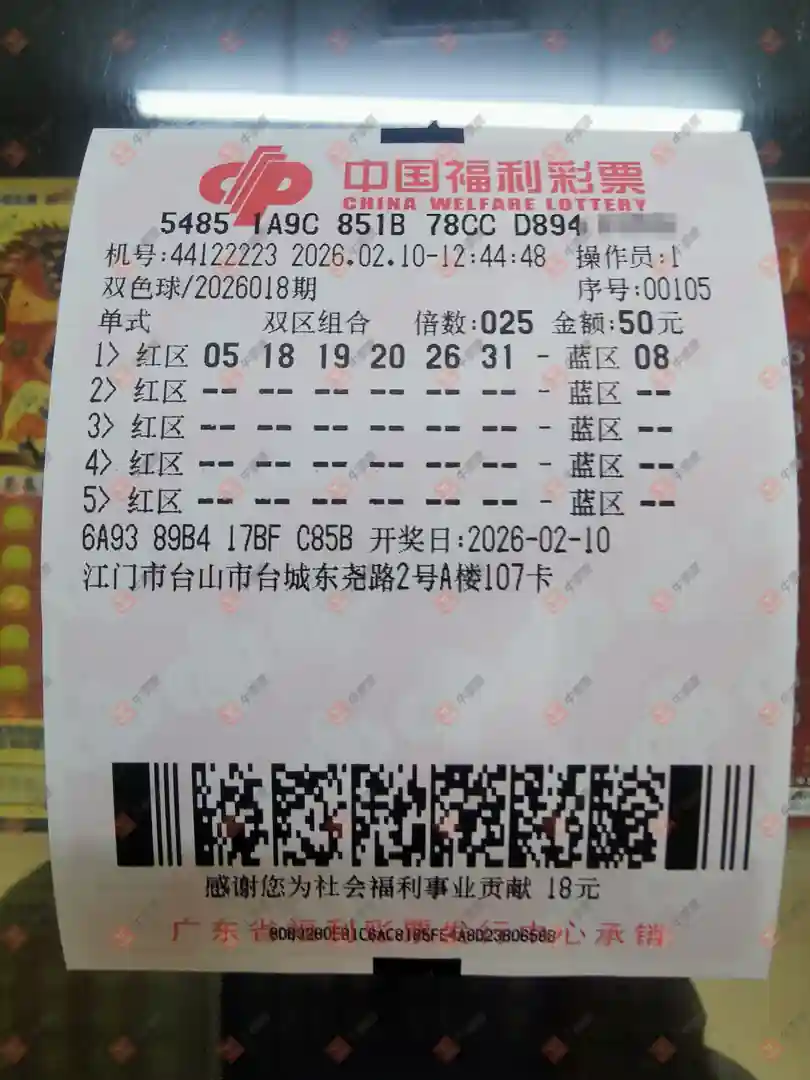 中国福利彩票
CHINA WELFARE LOTTERY
5485 1A9C 851B 78CC D894
机号:44122223 2026.02.10-12:44:48 操作员:1
双色球/2026018期 序号:00105
单式 双区组合 倍数:025 金额:50元
1> 红区 05 18 19 20 26 31 - 蓝区 08
2> 红区 -- -- -- -- -- -- - 蓝区 --
3> 红区 -- -- -- -- -- -- - 蓝区 --
4> 红区 -- -- -- -- -- -- - 蓝区 --
5> 红区 -- -- -- -- -- -- - 蓝区 --
6A93 89B4 17BF C85B 开奖日:2026-02-10
江门市台山市台城东尧路2号A楼107卡
感谢您为社会福利事业贡献 18元
广东省福利彩票发行中心承销